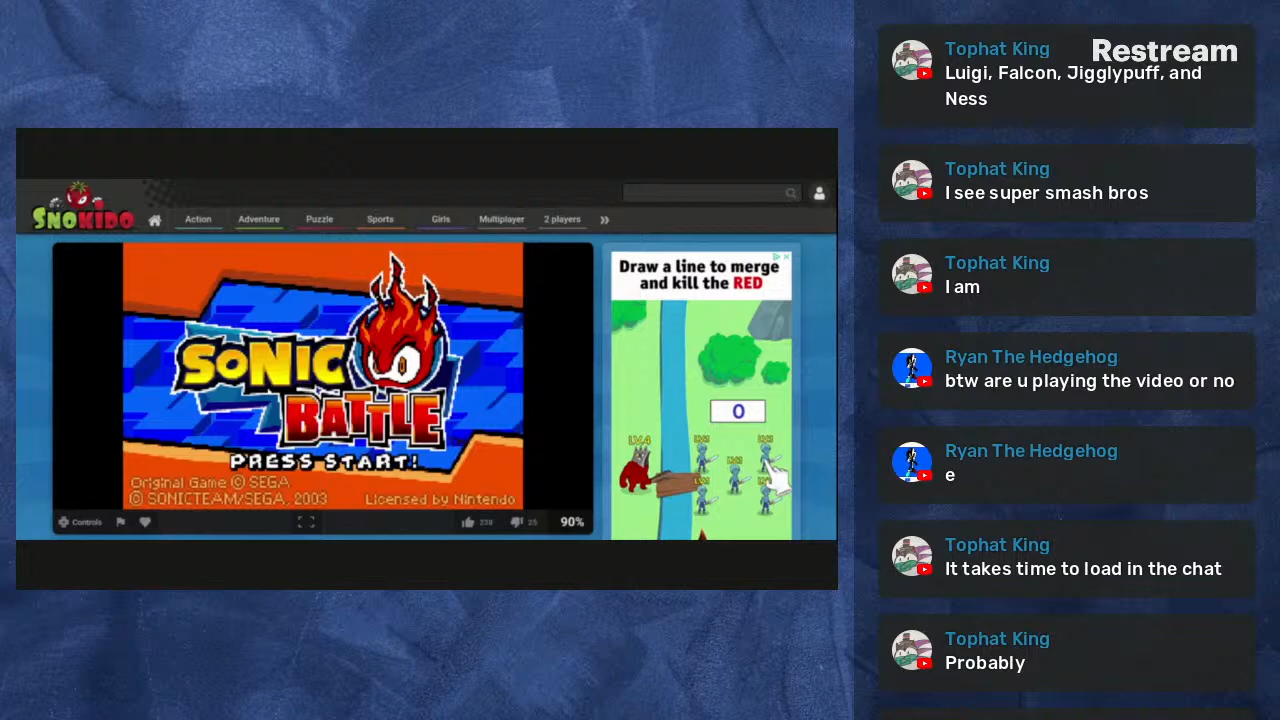 SNOKIDO
Action
Adventure
Puzzle
Sports
Girls
Multiplayer
2 players
SONIC
BATTLE
PRESS START!
Original Game © SEGA
© SONICTEAM/SEGA, 2003
Licensed by Nintendo
Controls
90%
Draw a line to merge
and kill the RED
0
LV.4
Restream
Tophat King
Luigi, Falcon, Jigglypuff, and
Ness
Tophat King
I see super smash bros
Tophat King
I am
Ryan The Hedgehog
btw are u playing the video or no
Ryan The Hedgehog
e
Tophat King
It takes time to load in the chat
Tophat King
Probably